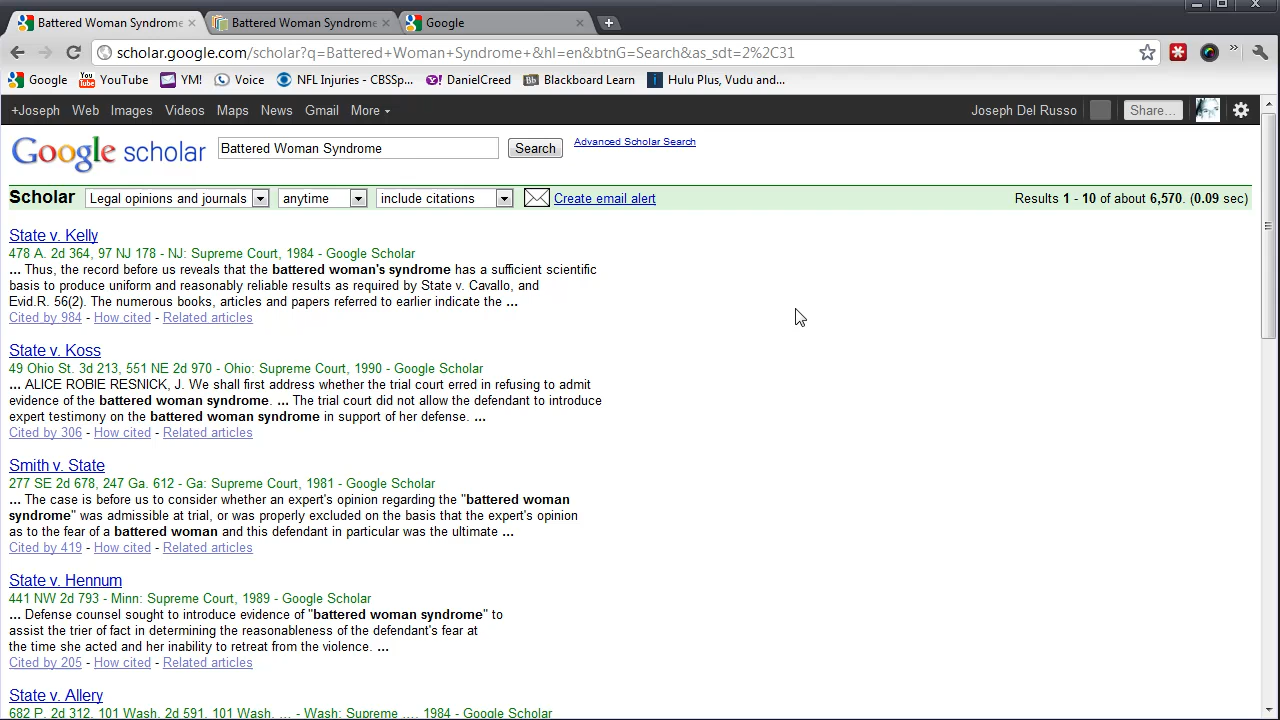 Battered Woman Syndrome
Battered Woman Syndrome
Google
scholar.google.com/scholar?q=Battered+Woman+Syndrome+&hl=en&btnG=Search&as_sdt=2%2C31
Google
You Tube
YouTube
YM!
Voice
NFL Injuries - CBSSp...
DanielCreed
Bb
Blackboard Learn
Hulu Plus, Vudu and...
+Joseph Web Images Videos Maps News Gmail More
Joseph Del Russo
Share...
Google scholar
Battered Woman Syndrome
Search
Advanced Scholar Search
Scholar
Legal opinions and journals
anytime
include citations
Create email alert
Results 1 - 10 of about 6,570. (0.09 sec)
State v. Kelly
478 A. 2d 364, 97 NJ 178 - NJ: Supreme Court, 1984 - Google Scholar
... Thus, the record before us reveals that the battered woman's syndrome has a sufficient scientific
basis to produce uniform and reasonably reliable results as required by State v. Cavallo, and
Evid.R. 56(2). The numerous books, articles and papers referred to earlier indicate the ...
Cited by 984 - How cited - Related articles
State v. Koss
49 Ohio St. 3d 213, 551 NE 2d 970 - Ohio: Supreme Court, 1990 - Google Scholar
... ALICE ROBIE RESNICK, J. We shall first address whether the trial court erred in refusing to admit
evidence of the battered woman syndrome. ... The trial court did not allow the defendant to introduce
expert testimony on the battered woman syndrome in support of her defense. ...
Cited by 306 - How cited - Related articles
Smith v. State
277 SE 2d 678, 247 Ga. 612 - Ga: Supreme Court, 1981 - Google Scholar
... The case is before us to consider whether an expert's opinion regarding the "battered woman
syndrome" was admissible at trial, or was properly excluded on the basis that the expert's opinion
as to the fear of a battered woman and this defendant in particular was the ultimate ...
Cited by 419 - How cited - Related articles
State v. Hennum
441 NW 2d 793 - Minn: Supreme Court, 1989 - Google Scholar
... Defense counsel sought to introduce evidence of "battered woman syndrome" to
assist the trier of fact in determining the reasonableness of the defendant's fear at
the time she acted and her inability to retreat from the violence. ...
Cited by 205 - How cited - Related articles
State v. Allery
682 P. 2d 312, 101 Wash. 2d 591, 101 Wash. ... - Wash: Supreme ..., 1984 - Google Scholar